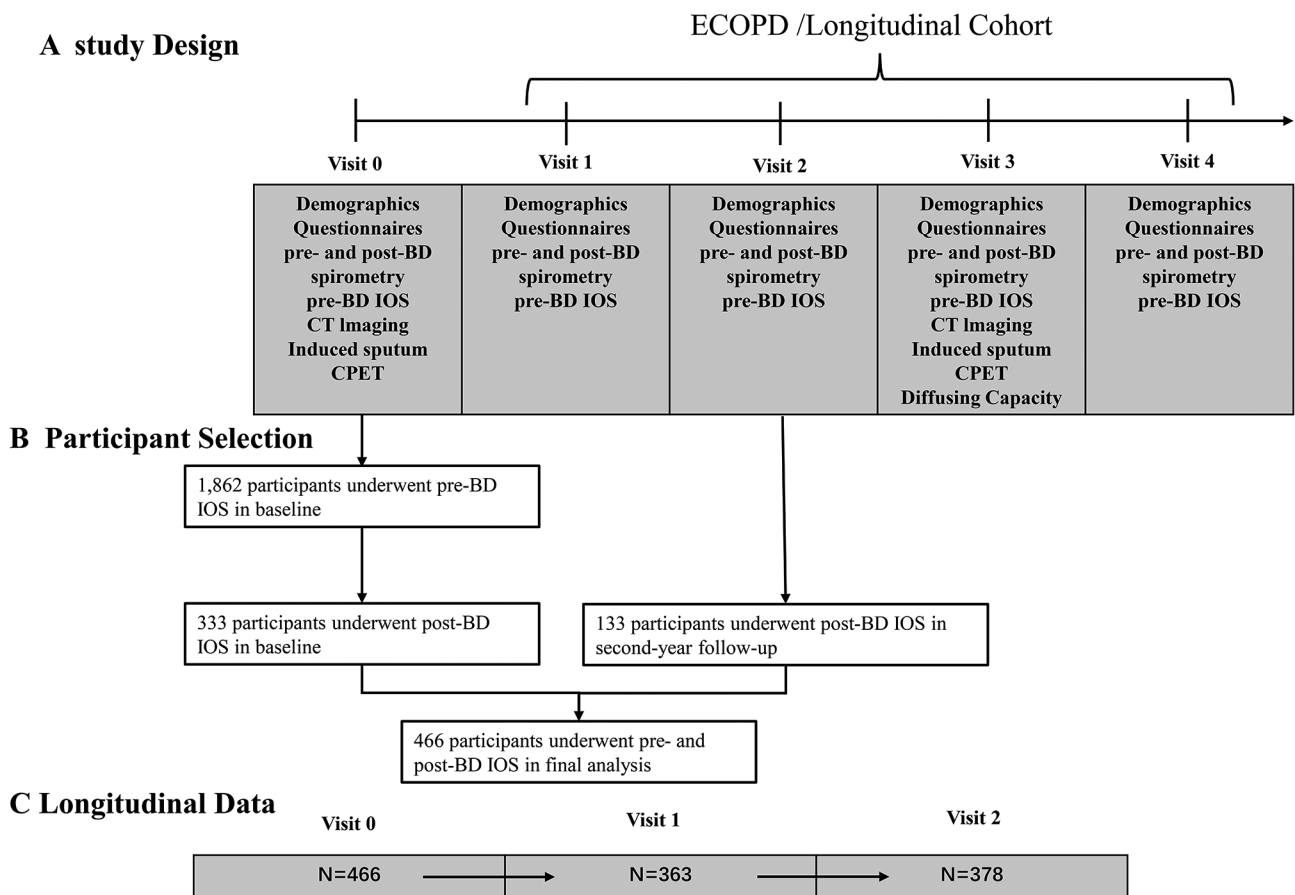 ECOPD /Longitudinal Cohort
A study Design
Visit 0
Visit 1
Visit 2
Visit 3
Visit 4
Demographics
Questionnaires
pre- and post-BD
spirometry
pre-BD IOS
CT lmaging
Induced sputum
CPET
Demographics
Questionnaires
pre- and post-BD
spirometry
pre-BD IOS
Demographics
Questionnaires
pre- and post-BD
spirometry
pre-BD IOS
Demographics
Questionnaires
pre- and post-BD
spirometry
pre-BD IOS
CT lmaging
Induced sputum
CPET
Diffusing Capacity
Demographics
Questionnaires
pre- and post-BD
spirometry
pre-BD IOS
B Participant Selection
1,862 participants underwent pre-BD
IOS in baseline
333 participants underwent post-BD
IOS in baseline
133 participants underwent post-BD IOS in
second-year follow-up
466 participants underwent pre- and
post-BD IOS in final analysis
C Longitudinal Data
Visit 0
Visit 1
Visit 2
N=466
N=363
N=378